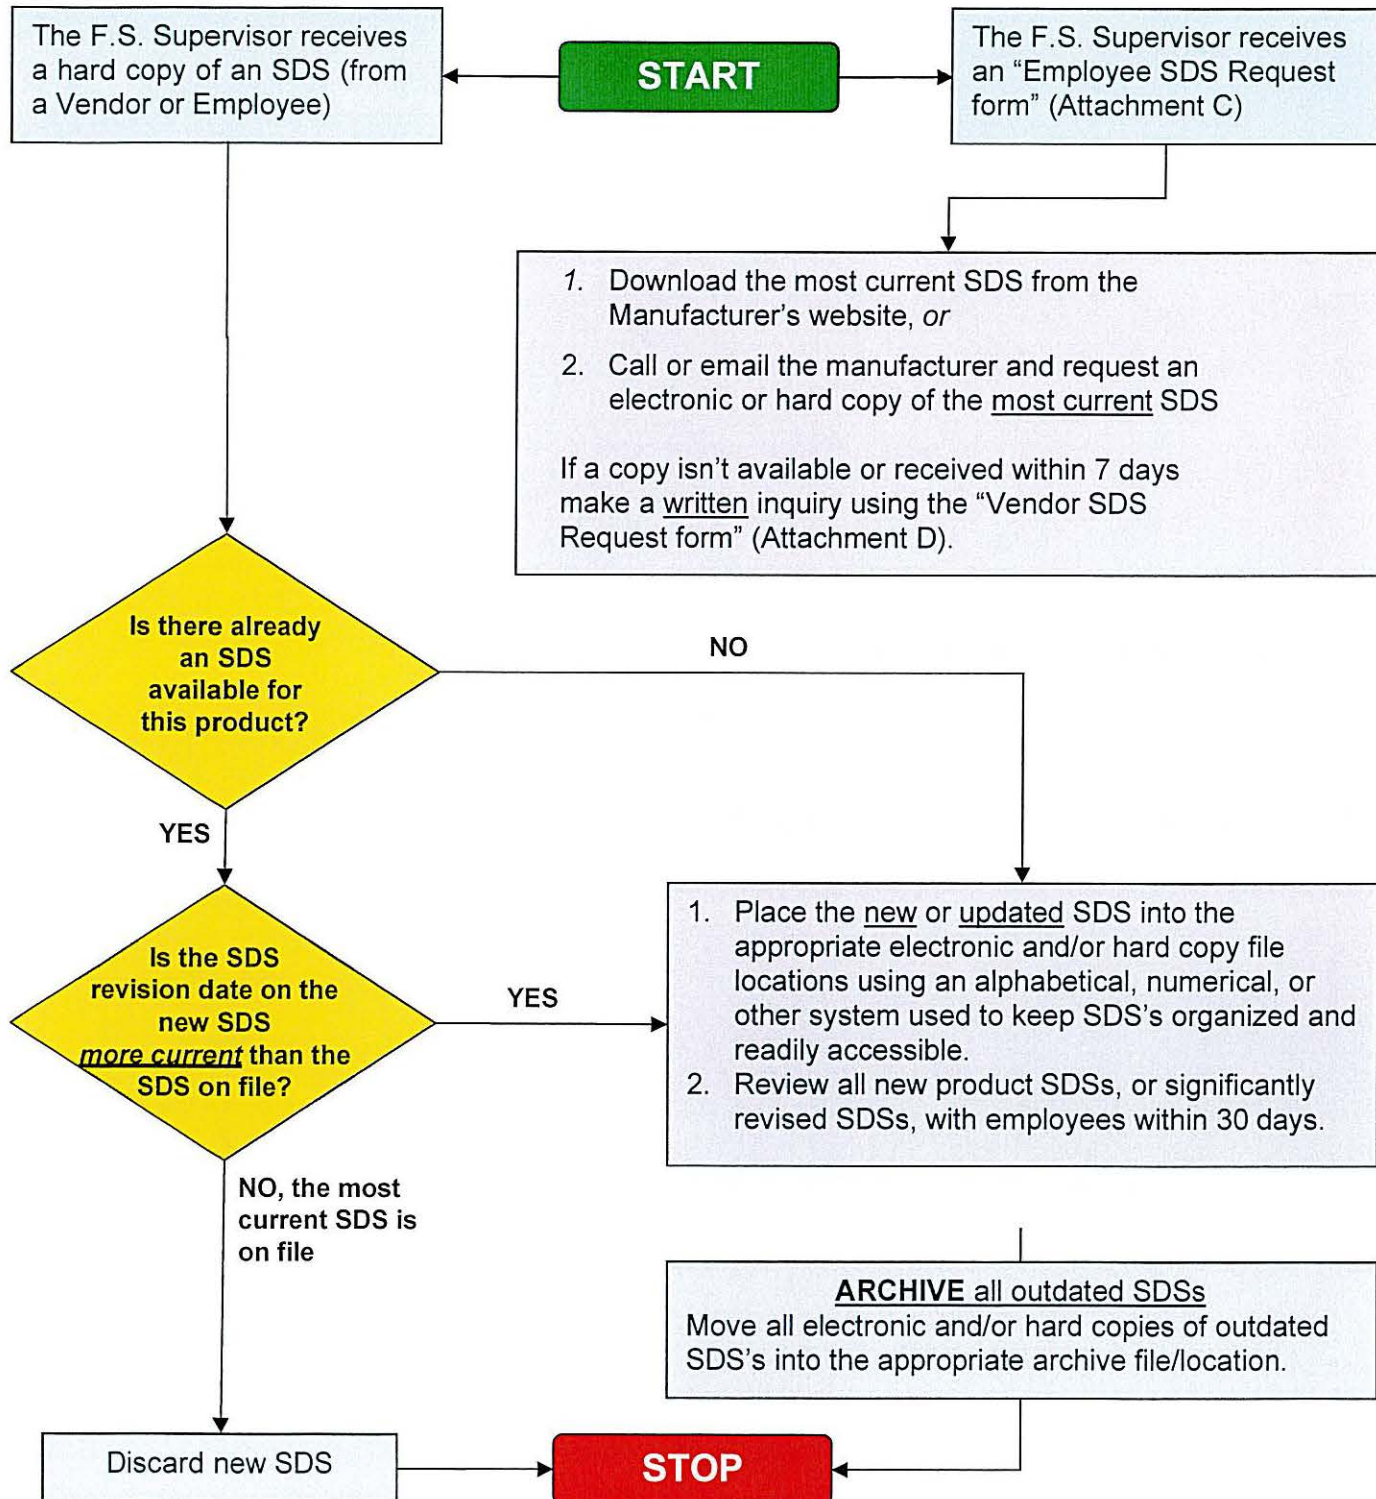 The F.S. Supervisor receives
a hard copy of an SDS (from
a Vendor or Employee)
START
The F.S. Supervisor receives
an “Employee SDS Request
form” (Attachment C)
1. Download the most current SDS from the
Manufacturer’s website, or
2. Call or email the manufacturer and request an
electronic or hard copy of the most current SDS
If a copy isn’t available or received within 7 days
make a written inquiry using the “Vendor SDS
Request form” (Attachment D).
Is there already
an SDS
available for
this product?
NO
YES
Is the SDS
revision date on the
new SDS
more current than the
SDS on file?
YES
1. Place the new or updated SDS into the
appropriate electronic and/or hard copy file
locations using an alphabetical, numerical, or
other system used to keep SDS’s organized and
readily accessible.
2. Review all new product SDSs, or significantly
revised SDSs, with employees within 30 days.
NO, the most
current SDS is
on file
ARCHIVE all outdated SDSs
Move all electronic and/or hard copies of outdated
SDS’s into the appropriate archive file/location.
Discard new SDS
STOP